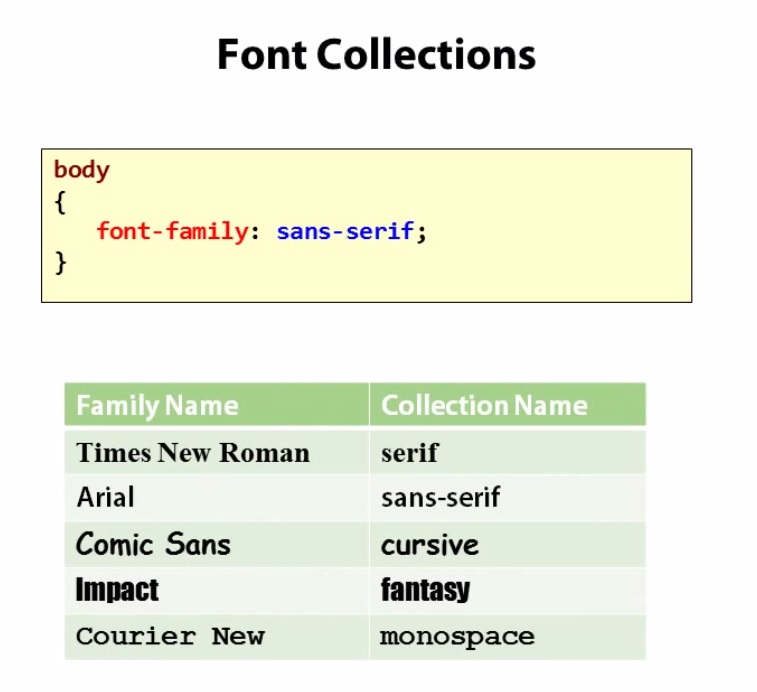 Font Collections
body
{
font-family: sans-serif;
}
Family Name Collection Name
Times New Roman serif
Arial sans-serif
Comic Sans cursive
Impact fantasy
Courier New monospace